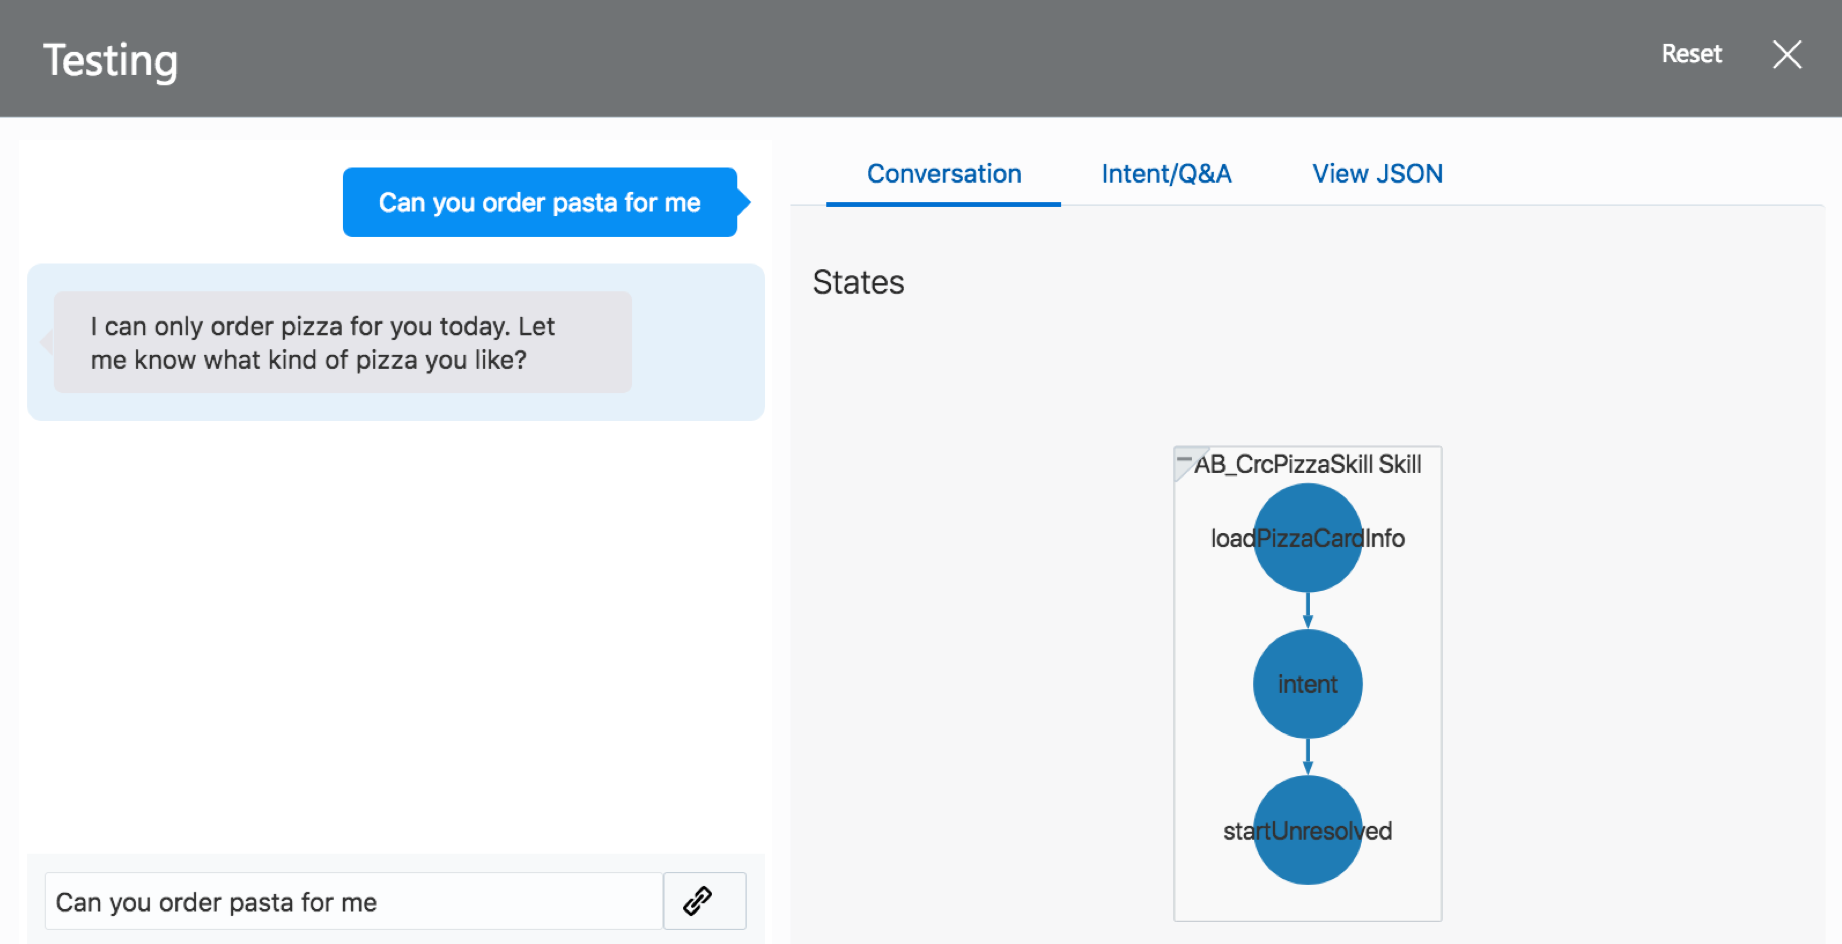 Testing
Reset
Can you order pasta for me
I can only order pizza for you today. Let
me know what kind of pizza you like?
Can you order pasta for me
Conversation
Intent/Q&A
View JSON
States
AB_CrcPizzaSkill Skill
loadPizzaCardInfo
intent
startUnresolved